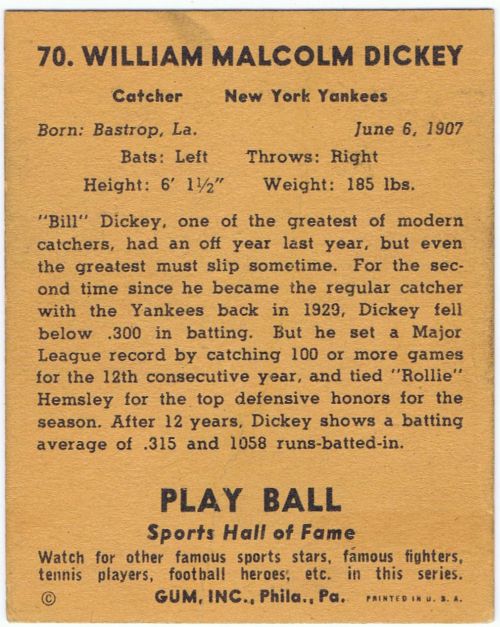 70. WILLIAM MALCOLM DICKEY
Catcher New York Yankees
Born: Bastrop, La. June 6, 1907
Bats: Left Throws: Right
Height: 6' 1½" Weight: 185 lbs.
"Bill" Dickey, one of the greatest of modern
catchers, had an off year last year, but even
the greatest must slip sometime. For the sec-
ond time since he became the regular catcher
with the Yankees back in 1929, Dickey fell
below .300 in batting. But he set a Major
League record by catching 100 or more games
for the 12th consecutive year, and tied "Rollie"
Hemsley for the top defensive honors for the
season. After 12 years, Dickey shows a batting
average of .315 and 1058 runs-batted-in.
PLAY BALL
Sports Hall of Fame
Watch for other famous sports stars, famous fighters,
tennis players, football heroes, etc. in this series.
© GUM, INC., Phila., Pa. PRINTED IN U. S. A.